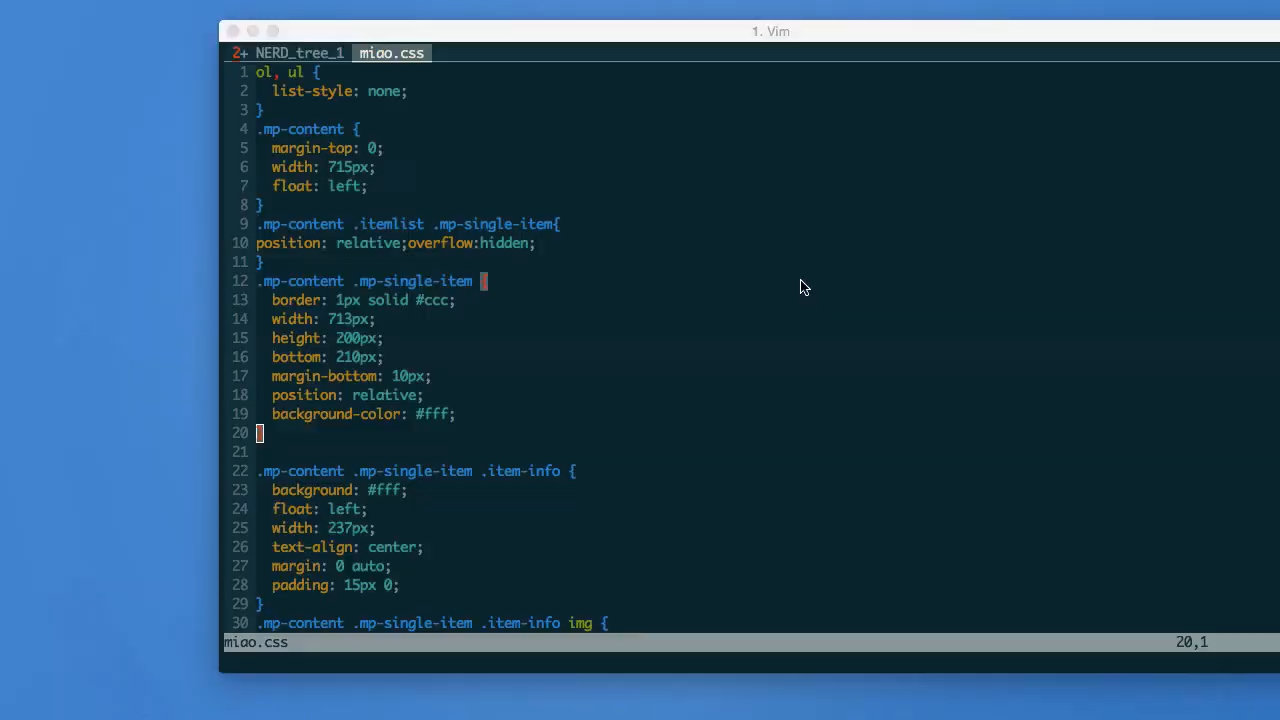 1. Vim
2+ NERD_tree_1 miao.css
1 ol, ul {
2   list-style: none;
3 }
4 .mp-content {
5   margin-top: 0;
6   width: 715px;
7   float: left;
8 }
9 .mp-content .itemlist .mp-single-item{
10 position: relative;overflow:hidden;
11 }
12 .mp-content .mp-single-item {
13   border: 1px solid #ccc;
14   width: 713px;
15   height: 200px;
16   bottom: 210px;
17   margin-bottom: 10px;
18   position: relative;
19   background-color: #fff;
20 }
21
22 .mp-content .mp-single-item .item-info {
23   background: #fff;
24   float: left;
25   width: 237px;
26   text-align: center;
27   margin: 0 auto;
28   padding: 15px 0;
29 }
30 .mp-content .mp-single-item .item-info img {
miao.css 20,1